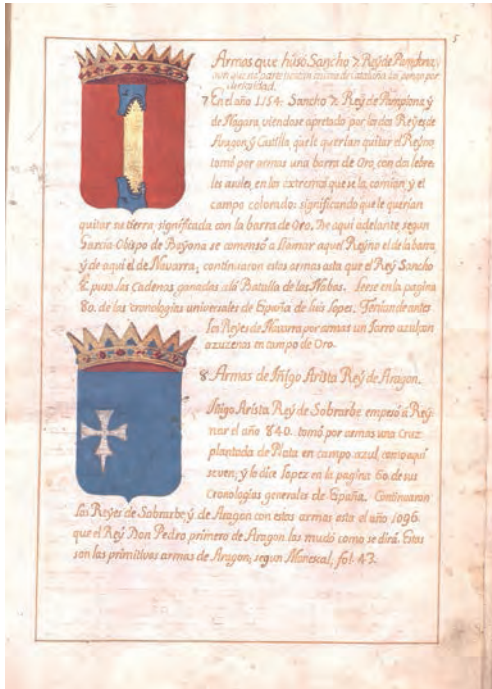 5
Armas que húso Sancho 7. Rey de Pamplona,
por
curiosidad.
7 En el año 1154. Sancho 7. Rey de Pamplona, y
de Nagara, viendose apretado por los dos Reyes de
Aragon, y Castilla, que le querian quitar el Reyno,
tomó por armas una barra de Oro, con dos lebre
les azules, en los extremos que se la comian, y el
campo colorado: significando que le querian
quitar su tierra, significada con la barra de Oro. De aqui adelante, segun
Garcia Obispo de Bayona se comensó a llamar aquel Reyno el de la barra,
y de aqui el de Navarra; continuaron estas armas asta que el Rey Sancho
8. puso las Cadenas ganadas a la Batalla de las Nabas. Leese en la pagina
80. de las cronologias universales de España de luis lopes. Tenian de antes
los Reyes de Navarra por armas un Jarro azul con
azuzenas en campo de Oro.
8. Armas de Iñigo Arista Rey de Aragon.
Iñigo Arista Rey de Sobrarbe empesó a Rey-
nar el año 840. tomó por armas una Cruz
plantada de Plata en campo azul, como aqui
se ven; y lo dice Lopez en la pagina 60. de sus
Cronologias generales de España. Continuaron
los Reyes de Sobrarbe, y de Aragon con estas armas asta el año 1096.
que el Rey Don Pedro primero de Aragon las mudó como se dirá. Estas
son las primitivas armas de Aragon; segun Monescal, fol. 43.